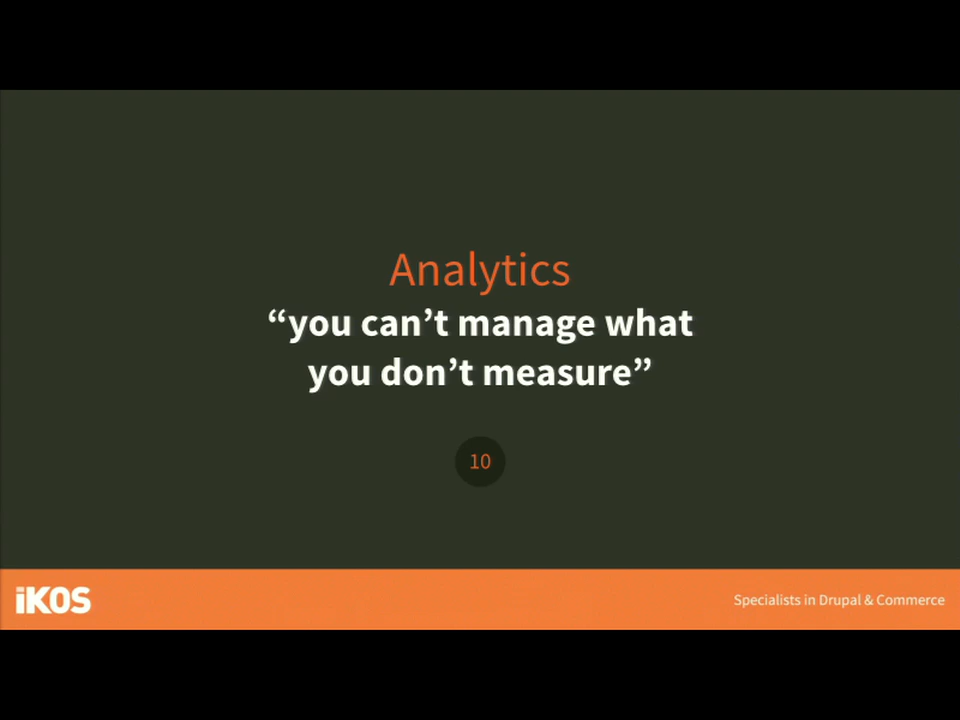 Analytics
“you can’t manage what
you don’t measure”
10
iKOS
Specialists in Drupal & Commerce